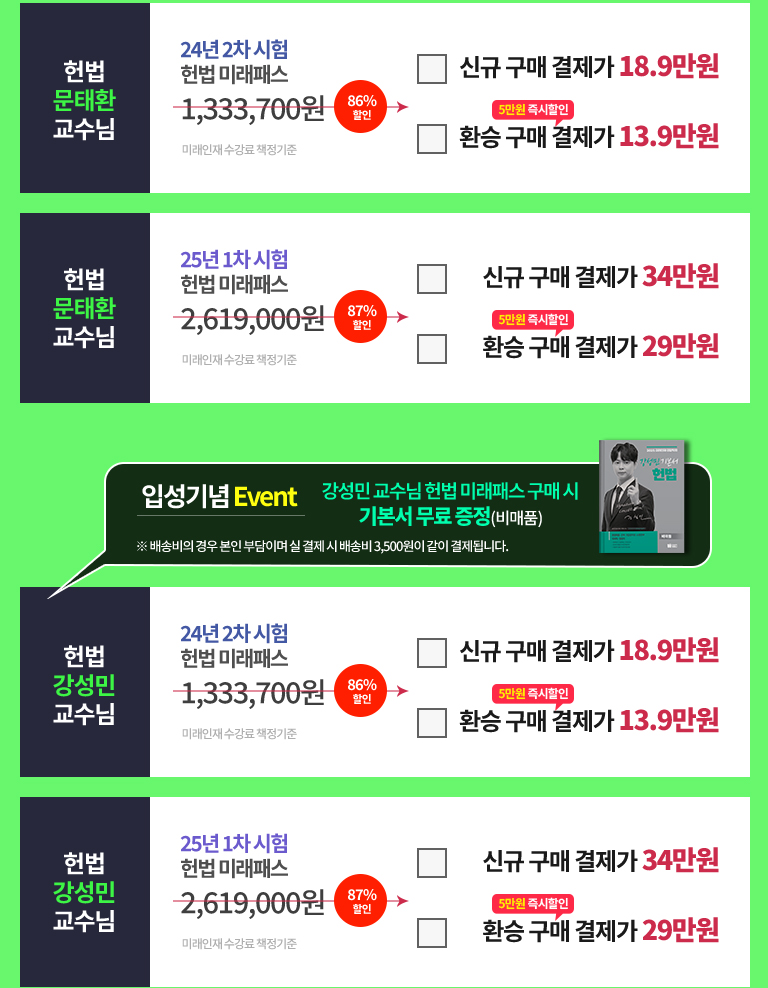 헌법
문태환
교수님
24년 2차 시험
헌법 미래패스
1,333,700원
86%
할인
미래인재 수강료 책정기준
신규 구매 결제가 18.9만원
5만원 즉시할인
환승 구매 결제가 13.9만원
헌법
문태환
교수님
25년 1차 시험
헌법 미래패스
2,619,000원
87%
할인
미래인재 수강료 책정기준
신규 구매 결제가 34만원
5만원 즉시할인
환승 구매 결제가 29만원
입성기념 Event
강성민 교수님 헌법 미래패스 구매 시
기본서 무료 증정(비매품)
※ 배송비의 경우 본인 부담이며 실 결제 시 배송비 3,500원이 같이 결제됩니다.
강성민 기본서
헌법
헌법
강성민
교수님
24년 2차 시험
헌법 미래패스
1,333,700원
86%
할인
미래인재 수강료 책정기준
신규 구매 결제가 18.9만원
5만원 즉시할인
환승 구매 결제가 13.9만원
헌법
강성민
교수님
25년 1차 시험
헌법 미래패스
2,619,000원
87%
할인
미래인재 수강료 책정기준
신규 구매 결제가 34만원
5만원 즉시할인
환승 구매 결제가 29만원